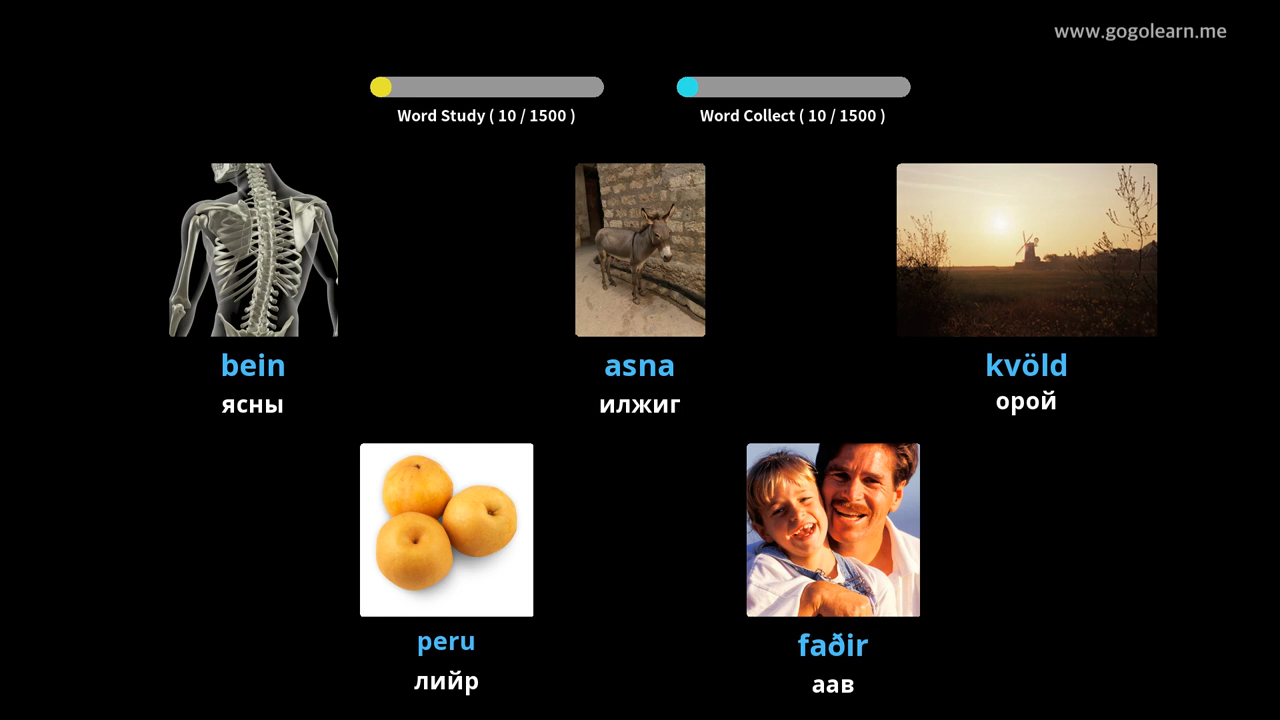 www.gogolearn.me
Word Study ( 10 / 1500 )
Word Collect ( 10 / 1500 )
bein
ясны
asna
илжиг
kvöld
орой
peru
лийр
faðir
аав